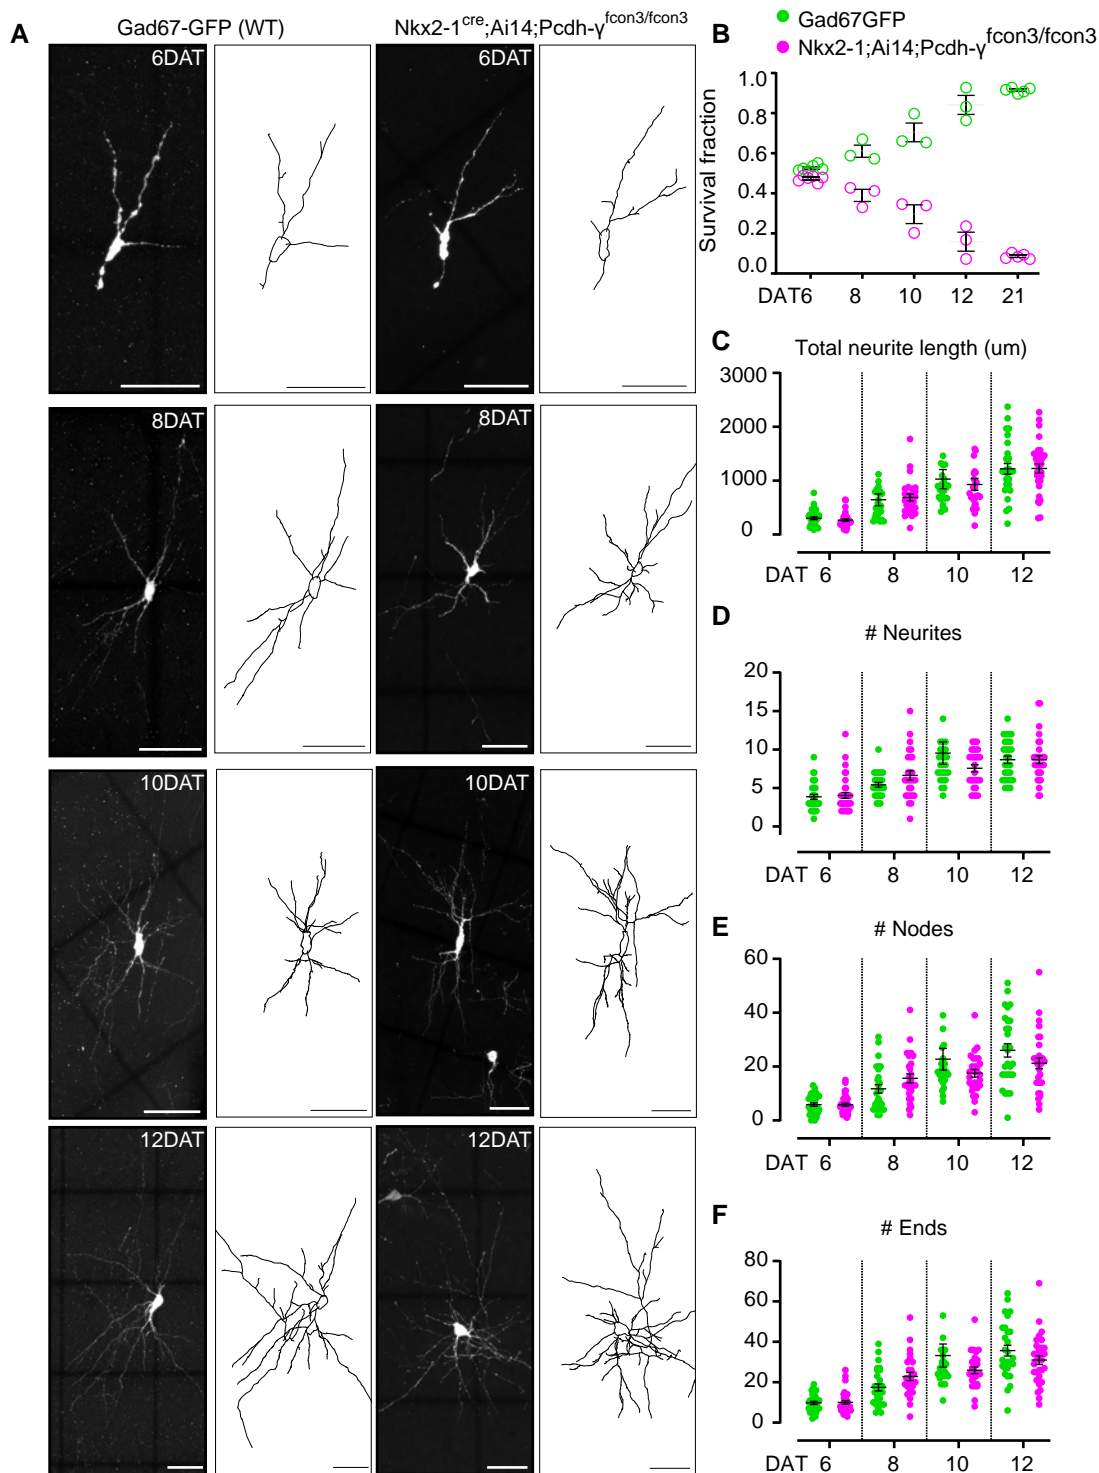 A
Gad67-GFP (WT)
Nkx2-1cre;Ai14;Pcdh-γfcon3/fcon3
6DAT
6DAT
8DAT
8DAT
10DAT
10DAT
12DAT
12DAT
B
Gad67GFP
Nkx2-1;Ai14;Pcdh-γfcon3/fcon3
Survival fraction
1.0
0.8
0.6
0.4
0.2
0.0
DAT6 8 10 12 21
C
Total neurite length (um)
3000
2000
1000
0
DAT 6 8 10 12
D
# Neurites
20
15
10
5
0
DAT 6 8 10 12
E
# Nodes
60
40
20
0
DAT 6 8 10 12
F
# Ends
80
60
40
20
0
DAT 6 8 10 12